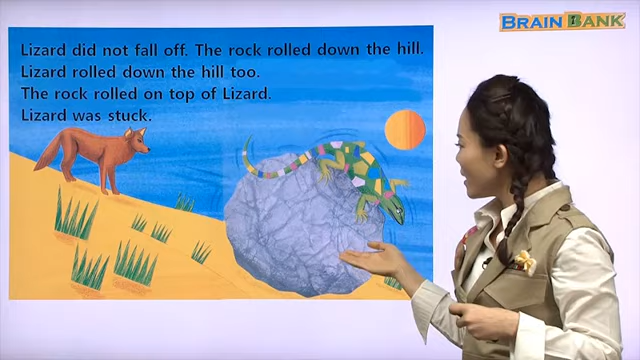 BRAIN BANK
Lizard did not fall off. The rock rolled down the hill.
Lizard rolled down the hill too.
The rock rolled on top of Lizard.
Lizard was stuck.